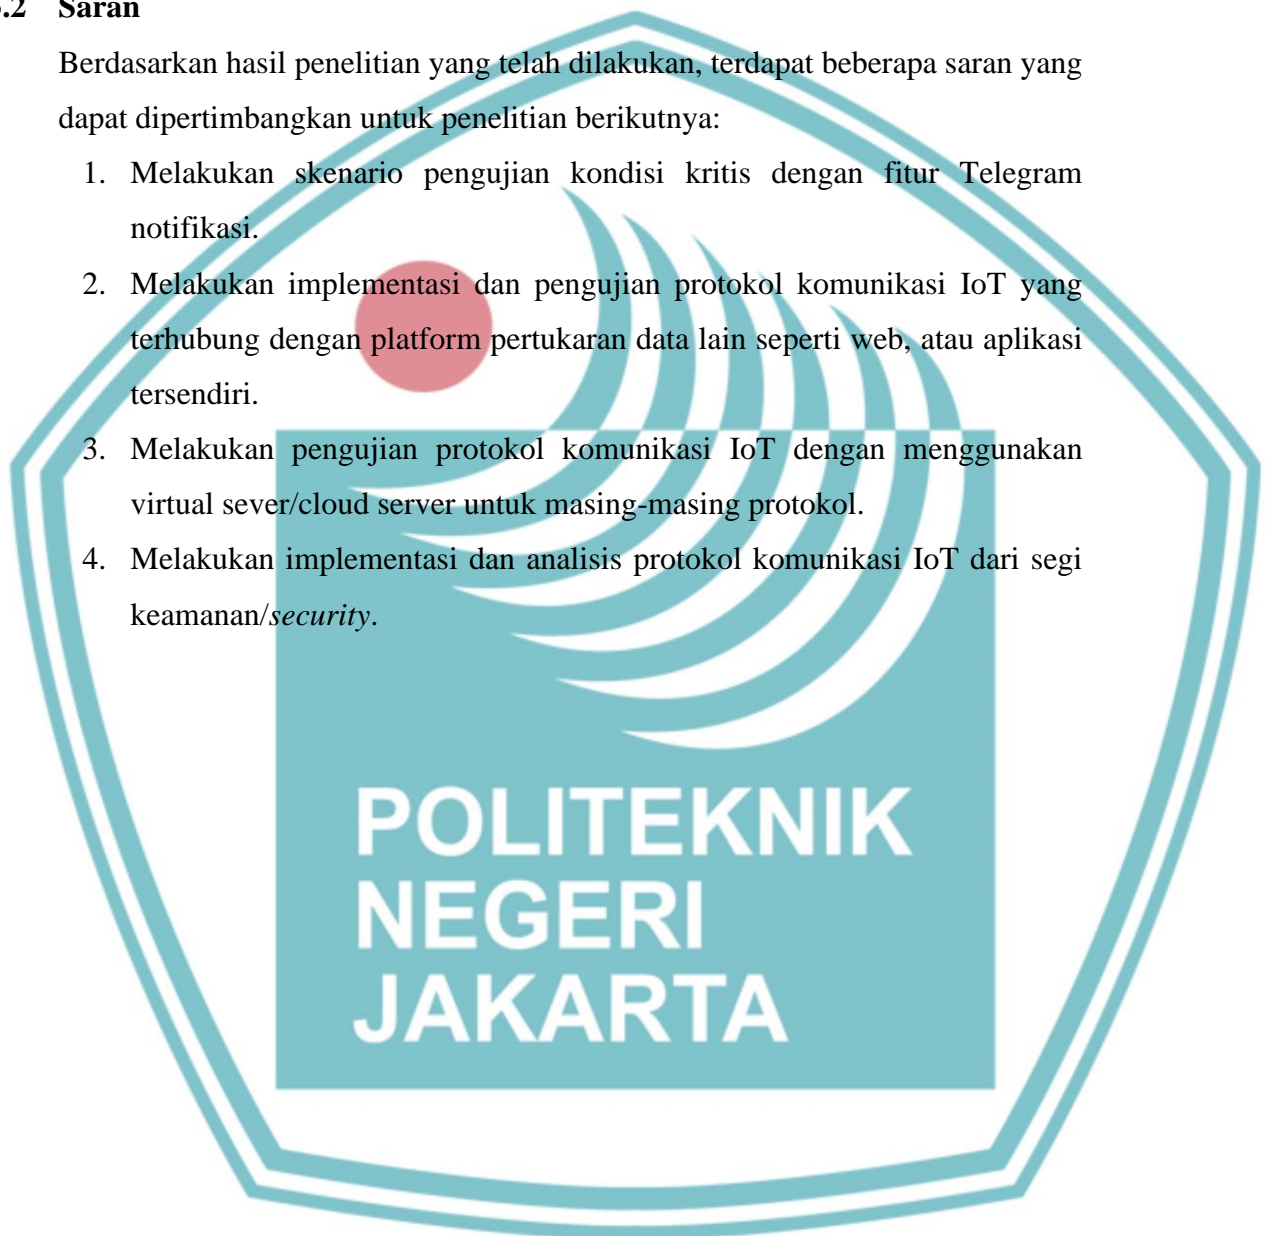 .2 Saran
Berdasarkan hasil penelitian yang telah dilakukan, terdapat beberapa saran yang
dapat dipertimbangkan untuk penelitian berikutnya:
1. Melakukan skenario pengujian kondisi kritis dengan fitur Telegram
notifikasi.
2. Melakukan implementasi dan pengujian protokol komunikasi IoT yang
terhubung dengan platform pertukaran data lain seperti web, atau aplikasi
tersendiri.
3. Melakukan pengujian protokol komunikasi IoT dengan menggunakan
virtual sever/cloud server untuk masing-masing protokol.
4. Melakukan implementasi dan analisis protokol komunikasi IoT dari segi
keamanan/security.
POLITEKNIK
NEGERI
JAKARTA